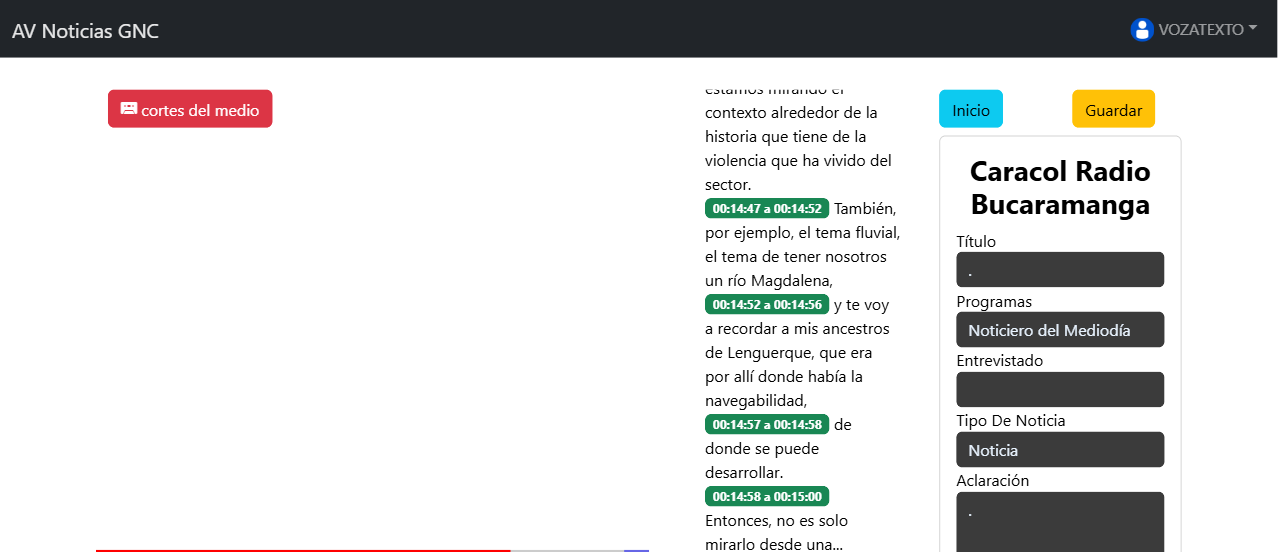 AV Noticias GNC
VOZATEXTO
cortes del medio
estamos mirando el
contexto alrededor de la
historia que tiene de la
violencia que ha vivido del
sector.
00:14:47 a 00:14:52 También,
por ejemplo, el tema fluvial,
el tema de tener nosotros
un río Magdalena,
00:14:52 a 00:14:56 y te voy
a recordar a mis ancestros
de Lenguerque, que era
por allí donde había la
navegabilidad,
00:14:57 a 00:14:58 de
donde se puede
desarrollar.
00:14:58 a 00:15:00
Entonces, no es solo
mirarlo desde una...
Inicio
Guardar
Caracol Radio
Bucaramanga
Título
.
Programas
Noticiero del Mediodía
Entrevistado
Tipo De Noticia
Noticia
Aclaración
.